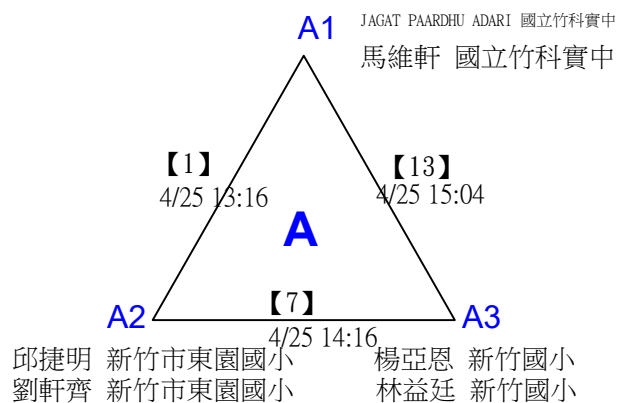 A1
JAGAT PAARDHU ADARI 國立竹科實中
馬維軒 國立竹科實中
【1】
4/25 13:16
【13】
4/25 15:04
A
【7】
4/25 14:16
A2
A3
邱捷明 新竹市東園國小
楊亞恩 新竹國小
劉軒齊 新竹市東園國小
林益廷 新竹國小